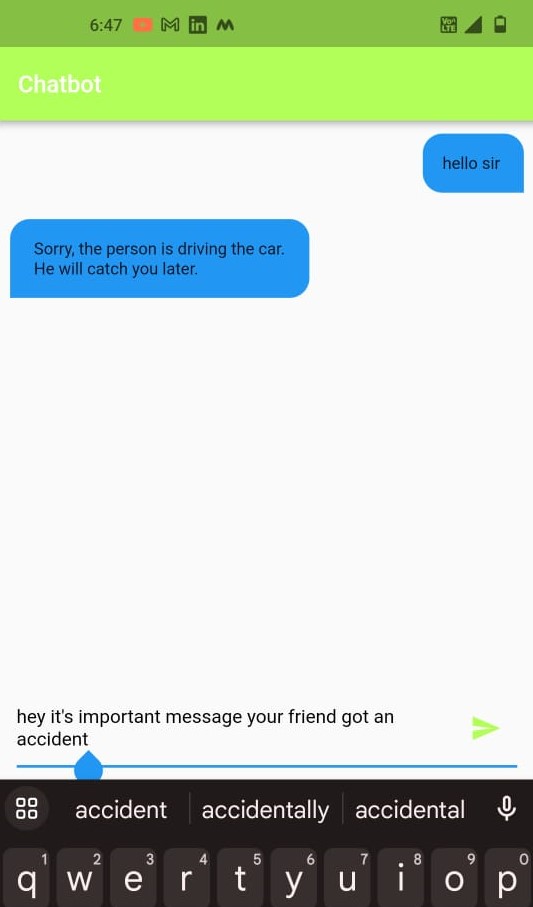 6:47
Chatbot
hello sir
Sorry, the person is driving the car.
He will catch you later.
hey it's important message your friend got an
accident
accident accidentally accidental
1 2 3 4 5 6 7 8 9 0
q w e r t y u i o p